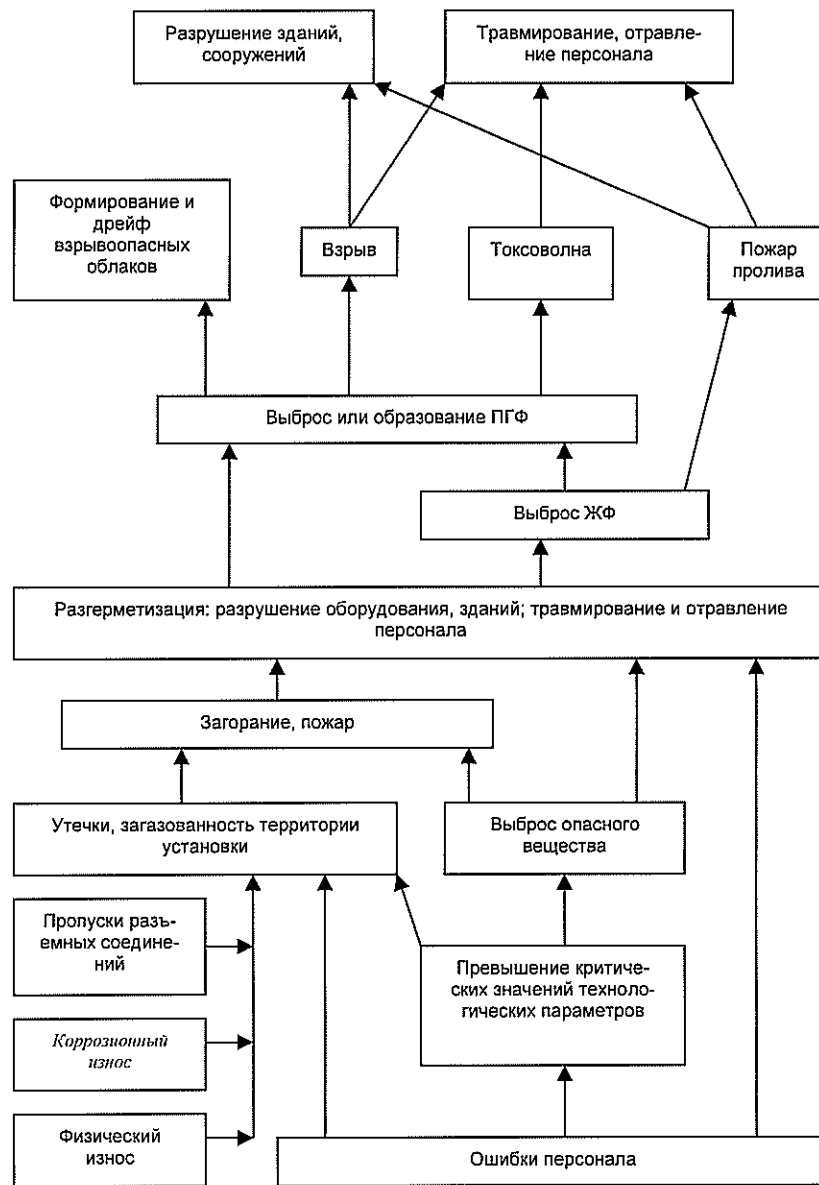 Разрушение зданий,
сооружений
Травмирование, отравле-
ние персонала
Формирование и
дрейф
взрывоопасных
облаков
Взрыв
Токсоволна
Пожар
пролива
Выброс или образование ПГФ
Выброс ЖФ
Разгерметизация: разрушение оборудования, зданий; травмирование и отравление
персонала
Загорание, пожар
Утечки, загазованность территории
установки
Выброс опасного
вещества
Пропуски разъ-
емных соедине-
ний
Превышение критиче-
ских значений техноло-
гических параметров
Коррозионный
износ
Физический
износ
Ошибки персонала